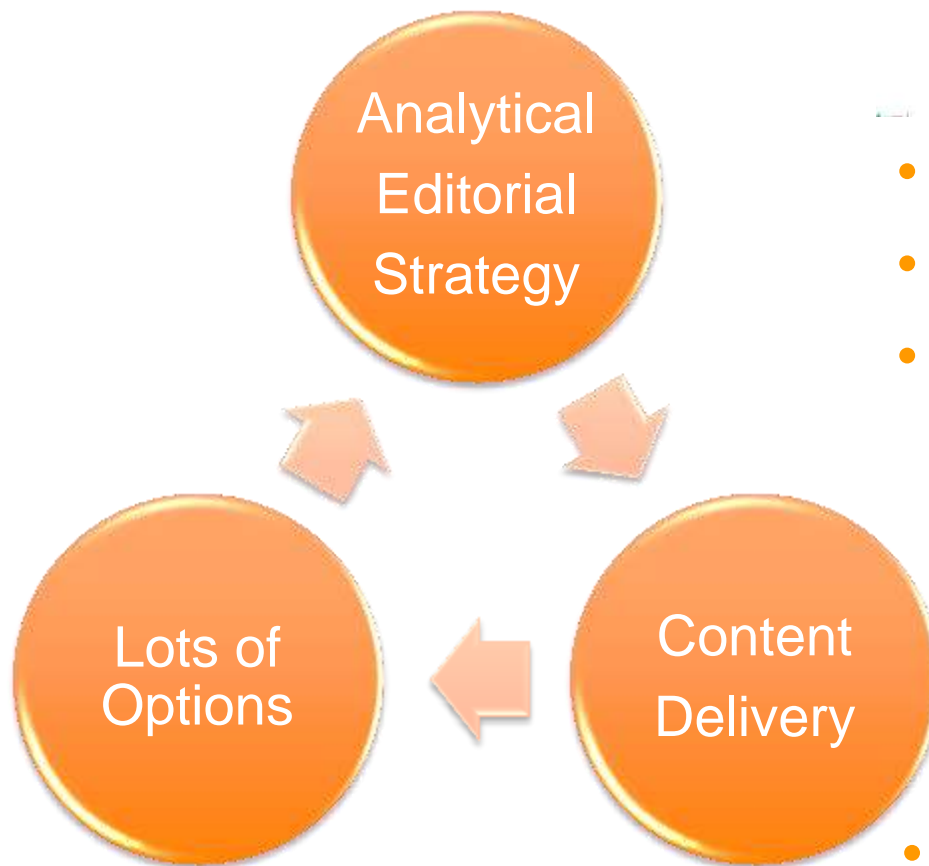 Analytical
Editorial
Strategy
Lots of
Options
Content
Delivery